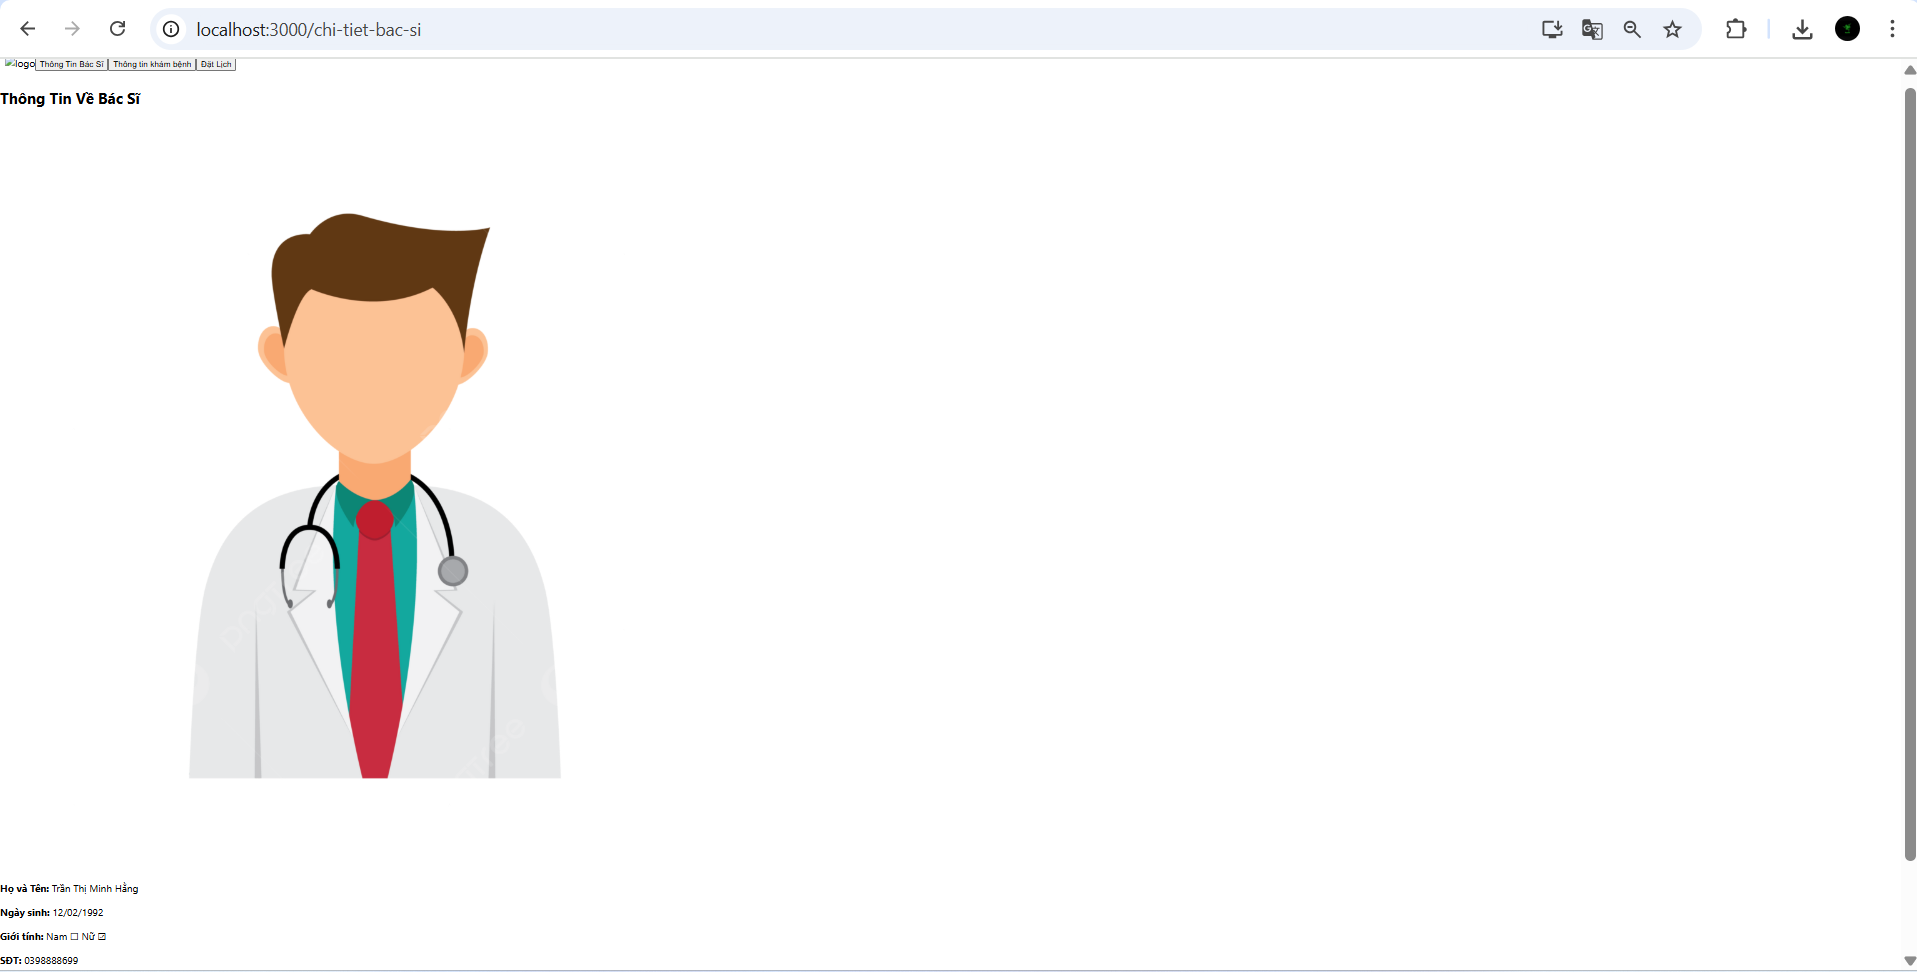 localhost:3000/chi-tiet-bac-si
logo Thông Tin Bác Sĩ Thông tin khám bệnh Đặt Lịch
Thông Tin Về Bác Sĩ
Họ và Tên: Trần Thị Minh Hằng
Ngày sinh: 12/02/1992
Giới tính: Nam ☐ Nữ ☑
SĐT: 0398888699